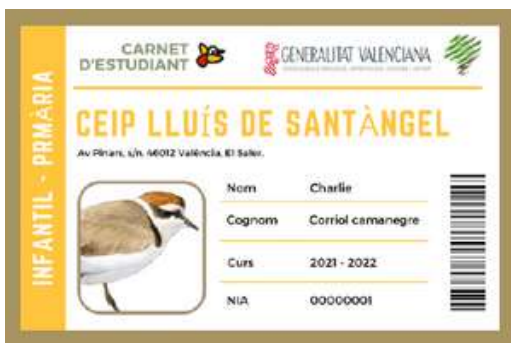 INFANTIL - PRMÀRIA
CARNET
D'ESTUDIANT
GENERALITAT VALENCIANA
CEIP LLUÍS DE SANTÀNGEL
Av Pinars, s/n, 46012 València, El Saler.
Nom Charlie
Cognom Corriol camanegre
Curs 2021 - 2022
NIA 00000001